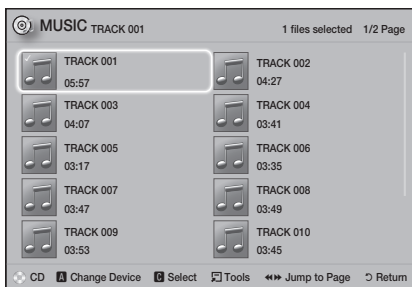 MUSIC TRACK 001 1 files selected 1/2 Page
TRACK 001 TRACK 002
05:57 04:27
TRACK 003 TRACK 004
04:07 03:41
TRACK 005 TRACK 006
03:17 03:35
TRACK 007 TRACK 008
03:47 03:49
TRACK 009 TRACK 010
03:53 03:45
CD A Change Device C Select Tools Jump to Page Return